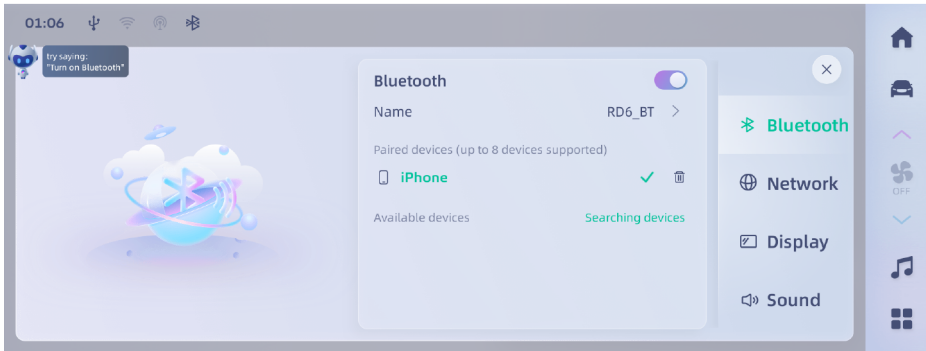 01:06
try saying:
"Turn on Bluetooth"
Bluetooth
Name RD6_BT
Paired devices (up to 8 devices supported)
iPhone
Available devices Searching devices
Bluetooth
Network
Display
Sound
OFF